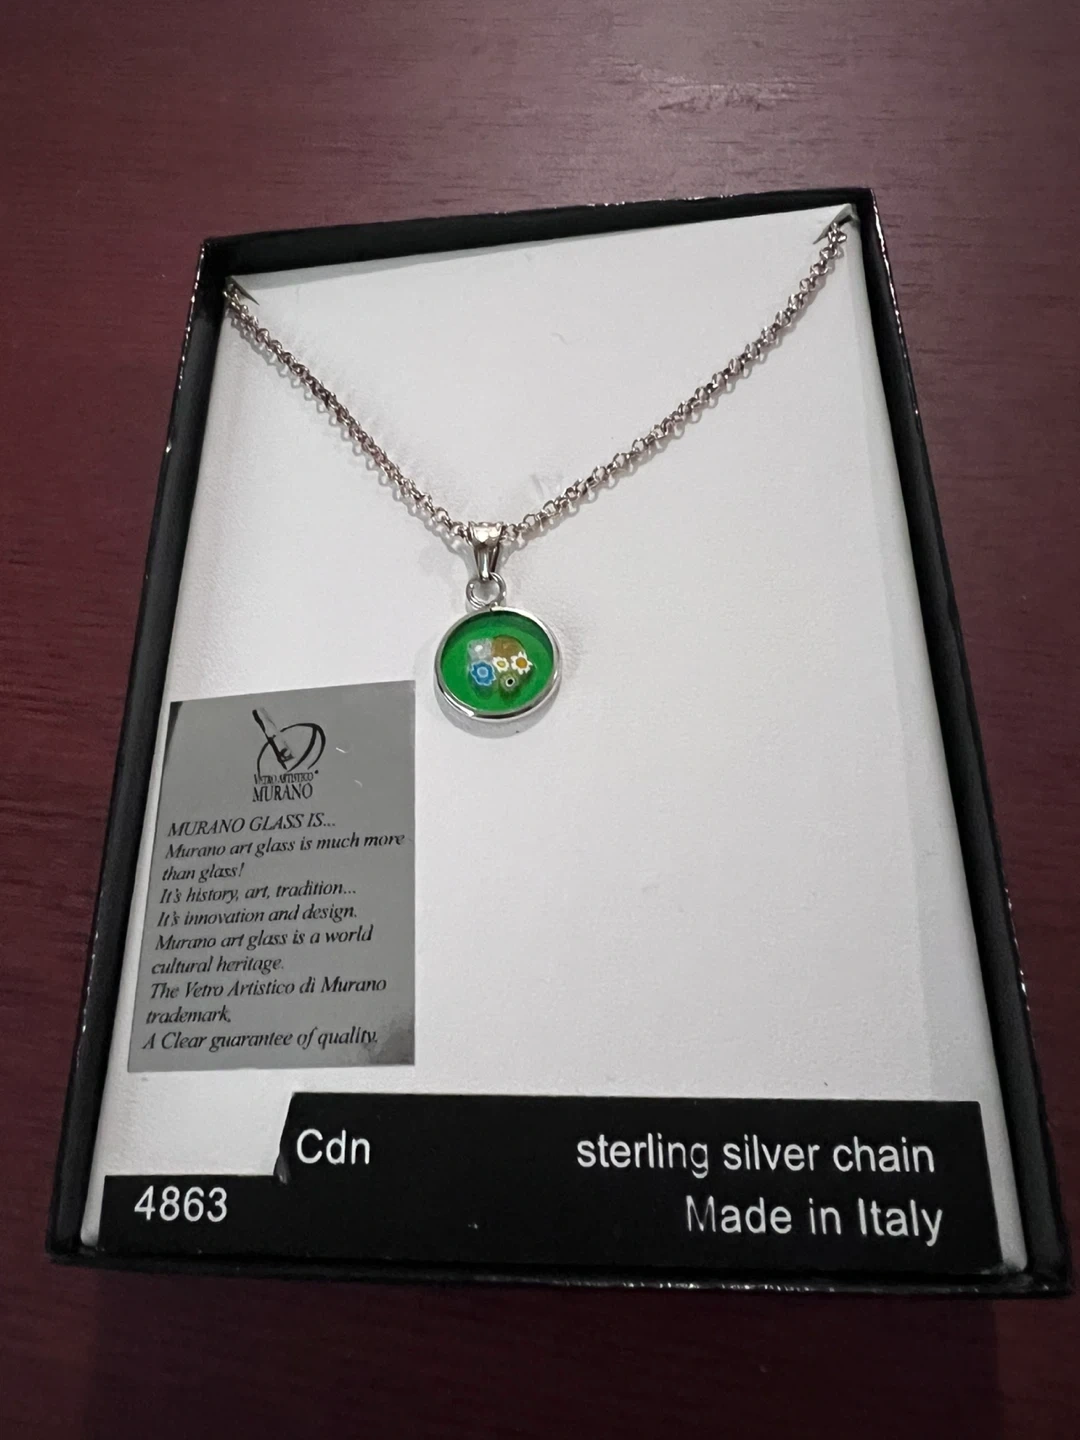 VETRO ARTISTICO®
MURANO
MURANO GLASS IS...
Murano art glass is much more
than glass!
It's history, art, tradition...
It's innovation and design.
Murano art glass is a world
cultural heritage.
The Vetro Artistico di Murano
trademark,
A Clear guarantee of quality.
Cdn
4863
sterling silver chain
Made in Italy